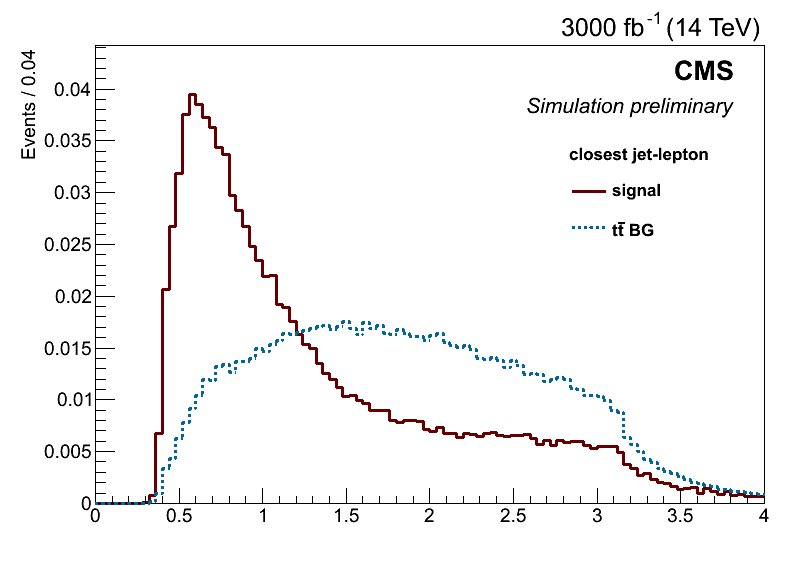 3000 fb⁻¹ (14 TeV)
Events / 0.04
CMS
Simulation preliminary
closest jet-lepton
signal
tt̄ BG
0.04
0.035
0.03
0.025
0.02
0.015
0.01
0.005
0
0 0.5 1 1.5 2 2.5 3 3.5 4